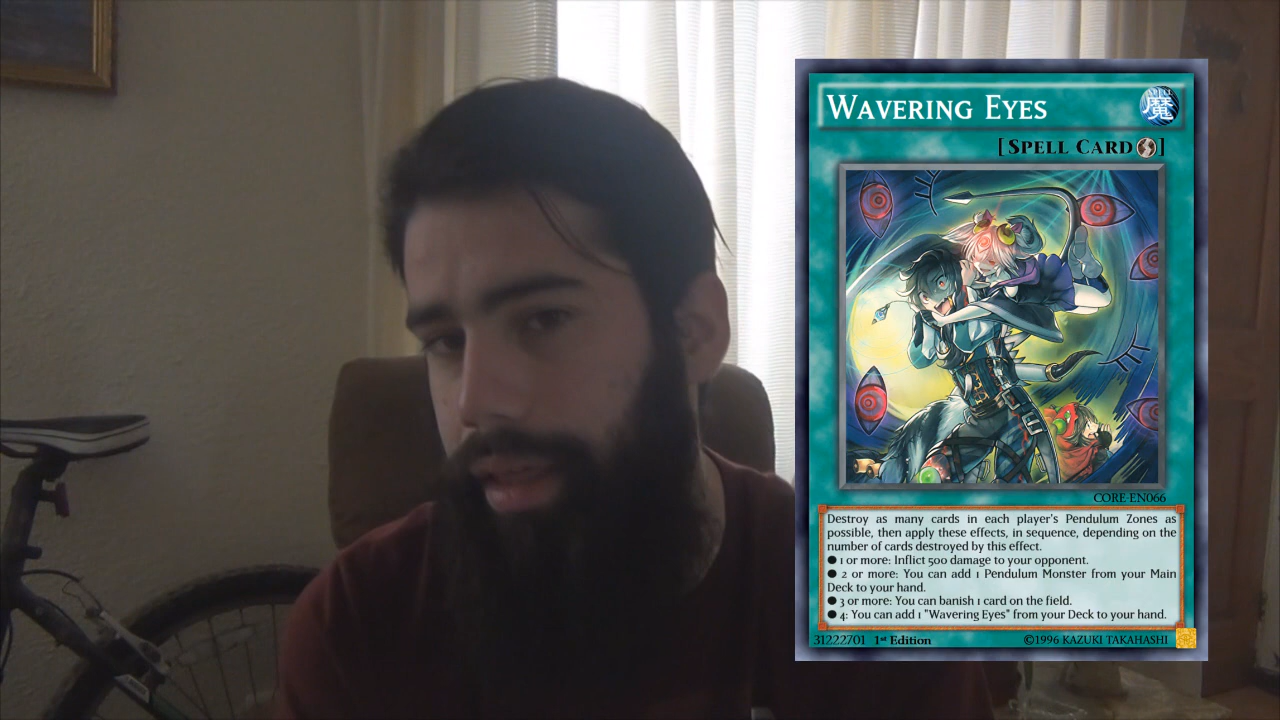 WAVERING EYES
[SPELL CARD]
CORE-EN066
Destroy as many cards in each player's Pendulum Zones as
possible, then apply these effects, in sequence, depending on the
number of cards destroyed by this effect.
● 1 or more: Inflict 500 damage to your opponent.
● 2 or more: You can add 1 Pendulum Monster from your Main
Deck to your hand.
● 3 or more: You can banish 1 card on the field.
● 4: You can add 1 "Wavering Eyes" from your Deck to your hand.
31222701 1st Edition ©1996 KAZUKI TAKAHASHI